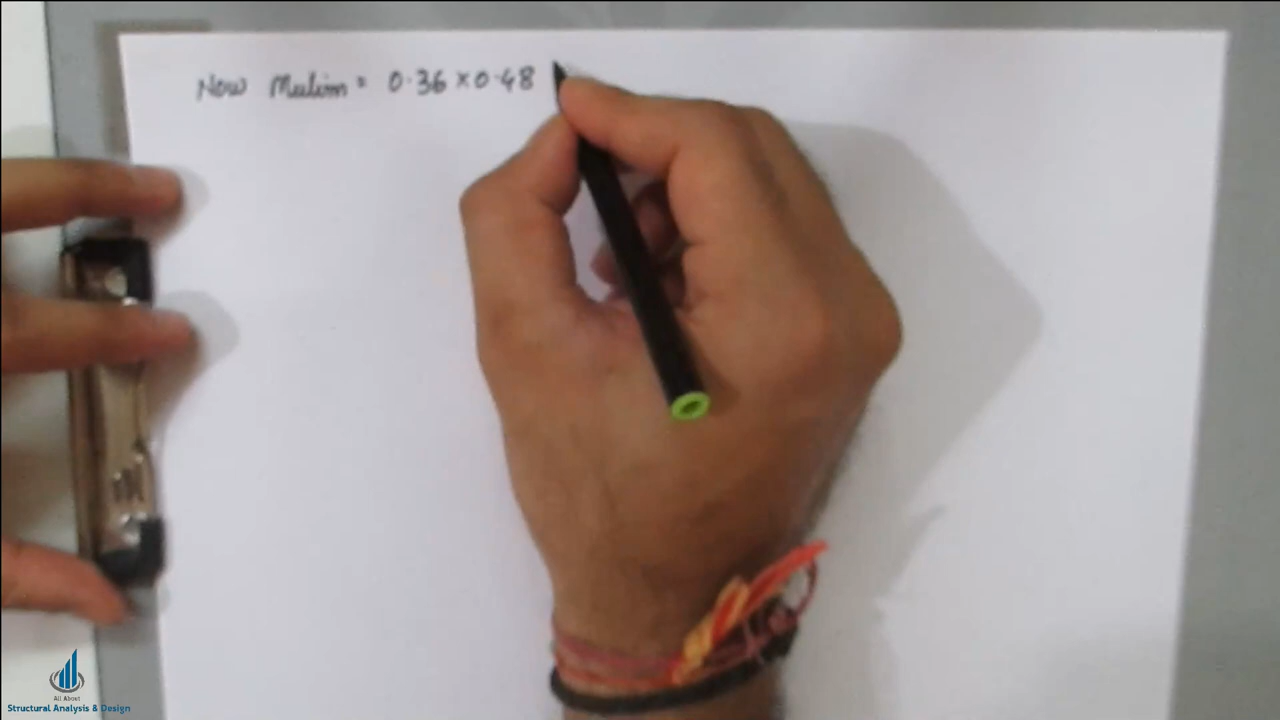 Now Mulim = 0.36 × 0.48
All About
Structural Analysis & Design